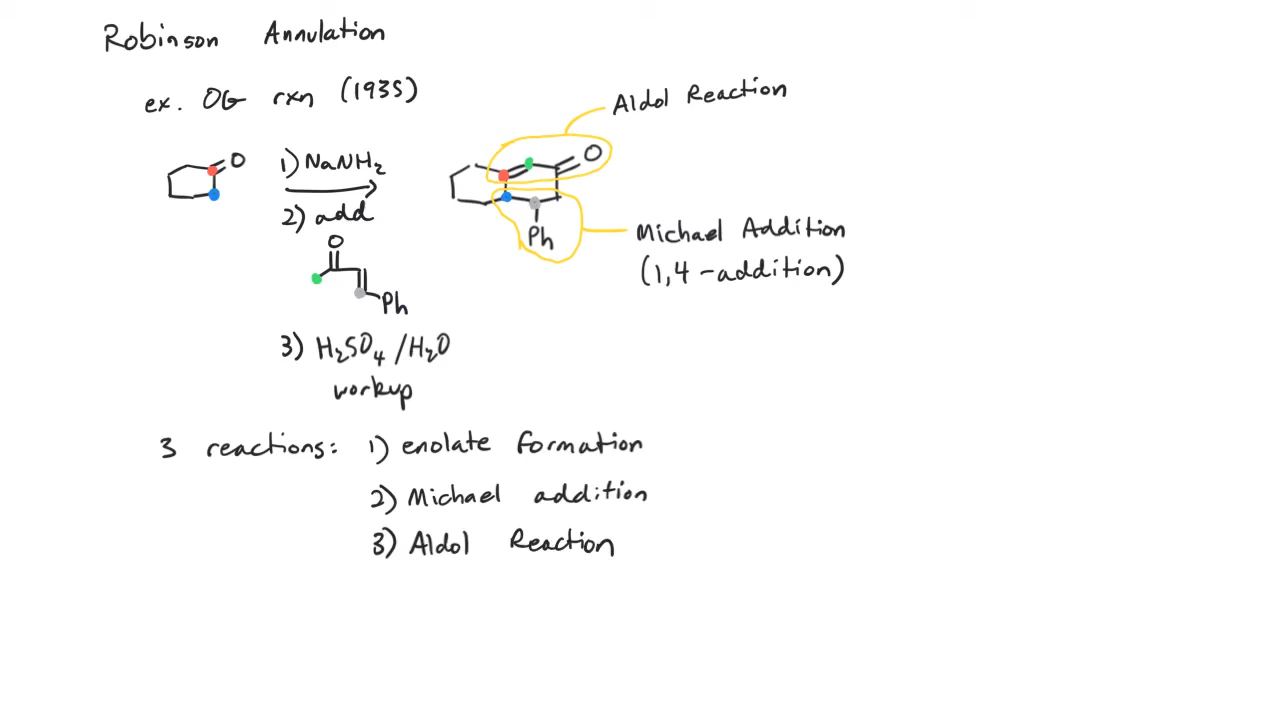 Robinson Annulation
ex. OG rxn (1935)
Aldol Reaction
O
1) NaNH2
2) add
O
Ph
O
Ph
Michael Addition
(1,4-addition)
3) H2SO4/H2O
workup
3 reactions: 1) enolate formation
2) Michael addition
3) Aldol Reaction